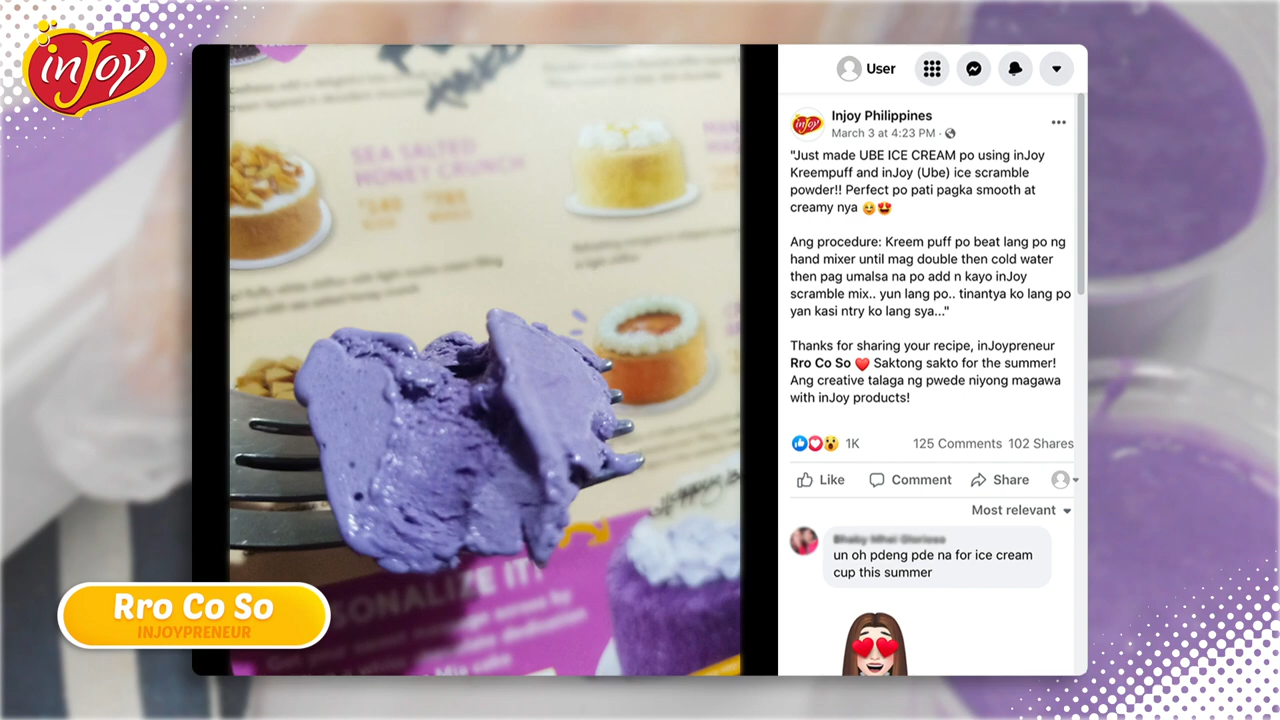 inJoy
User
Injoy Philippines
March 3 at 4:23 PM ·
"Just made UBE ICE CREAM po using inJoy
Kreempuff and inJoy (Ube) ice scramble
powder!! Perfect po pati pagka smooth at
creamy nya 😊😍
Ang procedure: Kreem puff po beat lang po ng
hand mixer until mag double then cold water
then pag umalsa na po add n kayo inJoy
scramble mix.. yun lang po.. tinantya ko lang po
yan kasi ntry ko lang sya..."
Thanks for sharing your recipe, inJoypreneur
Rro Co So ❤️ Saktong sakto for the summer!
Ang creative talaga ng pwede niyong magawa
with inJoy products!
1K
125 Comments 102 Shares
Like Comment Share
Most relevant
un oh pdeng pde na for ice cream
cup this summer
SEA SALTED
HONEY CRUNCH
SONALIZE IT!
Rro Co So
INJOYPRENEUR